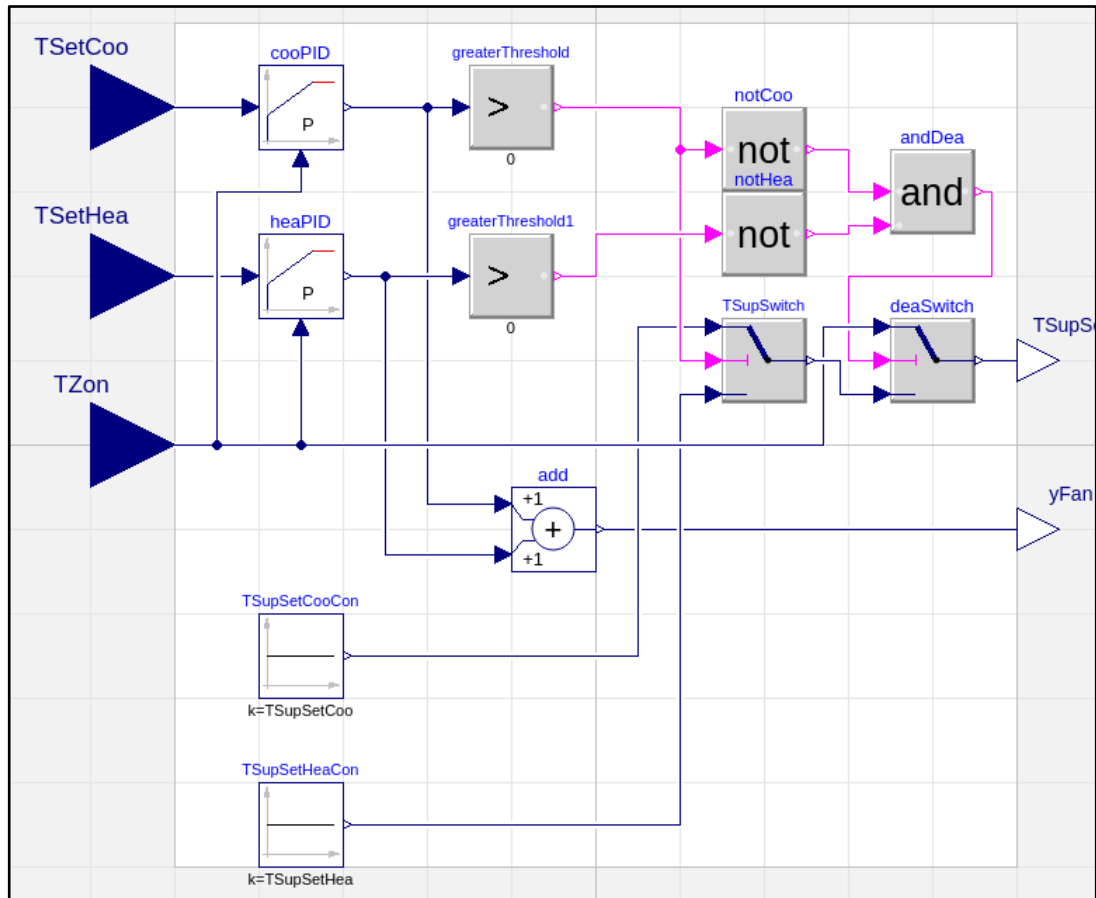 TSetCoo
cooPID
P
greaterThreshold
>
0
notCoo
not
andDea
and
TSetHea
heaPID
P
greaterThreshold1
>
0
notHea
not
TSupSwitch
deaSwitch
TSupSe
TZon
add
+1
+
+1
yFan
TSupSetCooCon
k=TSupSetCoo
TSupSetHeaCon
k=TSupSetHea